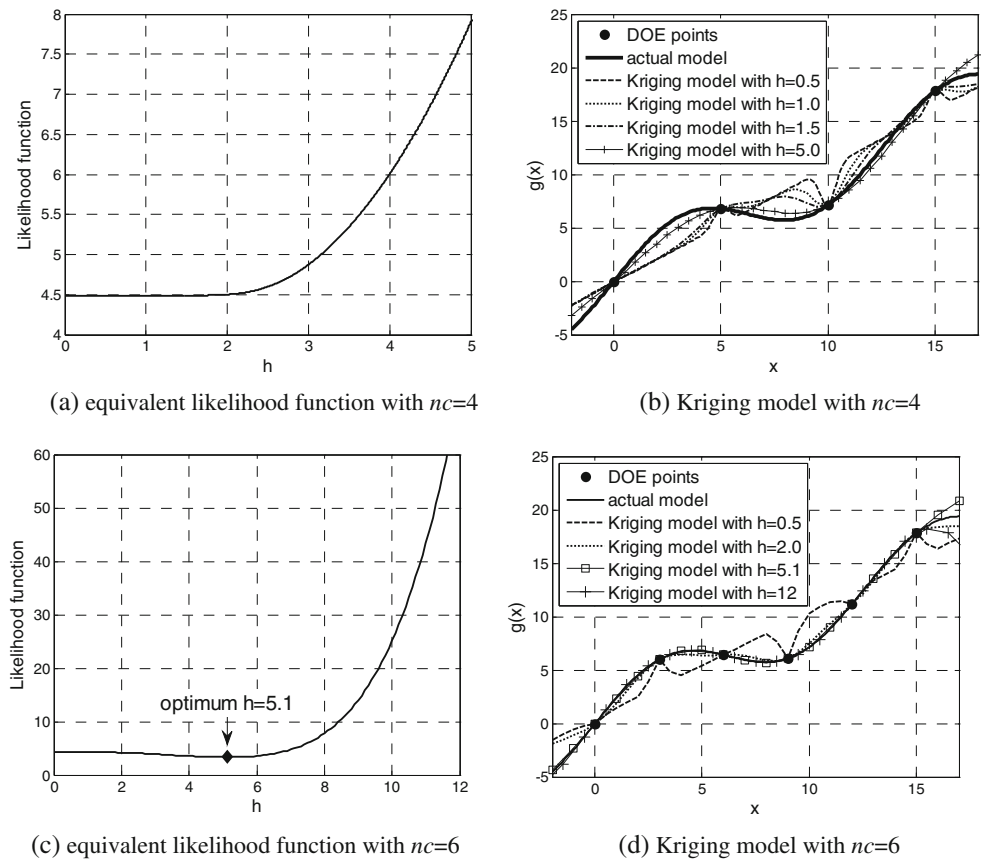 8
7.5
7
6.5
6
5.5
5
4.5
4
Likelihood function
0 1 2 3 4 5
h
(a) equivalent likelihood function with nc=4
25
20
15
10
5
0
-5
g(x)
DOE points
actual model
Kriging model with h=0.5
Kriging model with h=1.0
Kriging model with h=1.5
Kriging model with h=5.0
0 5 10 15
x
(b) Kriging model with nc=4
60
50
40
30
20
10
0
Likelihood function
optimum h=5.1
0 2 4 6 8 10 12
h
(c) equivalent likelihood function with nc=6
25
20
15
10
5
0
-5
g(x)
DOE points
actual model
Kriging model with h=0.5
Kriging model with h=2.0
Kriging model with h=5.1
Kriging model with h=12
0 5 10 15
x
(d) Kriging model with nc=6